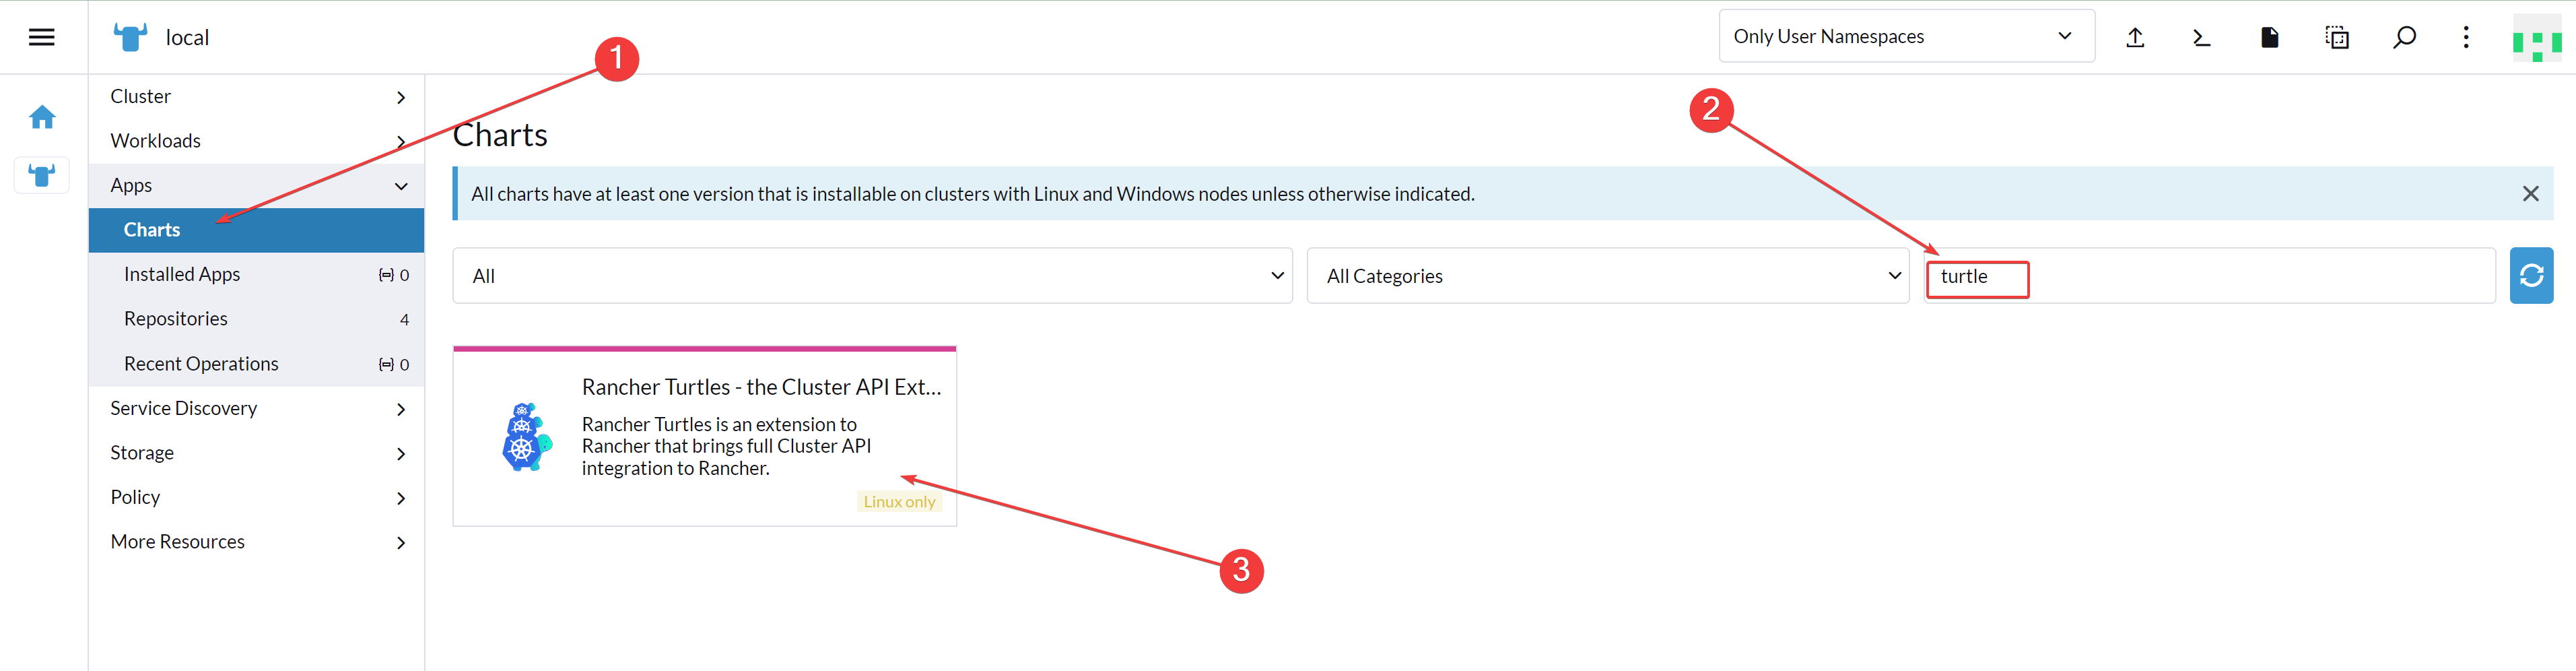 local
1
Only User Namespaces
Cluster
Workloads
Apps
Charts
Installed Apps 0
Repositories 4
Recent Operations 0
Service Discovery
Storage
Policy
More Resources
Charts
2
All charts have at least one version that is installable on clusters with Linux and Windows nodes unless otherwise indicated.
All
All Categories
turtle
Rancher Turtles - the Cluster API Ext...
Rancher Turtles is an extension to
Rancher that brings full Cluster API
integration to Rancher.
Linux only
3